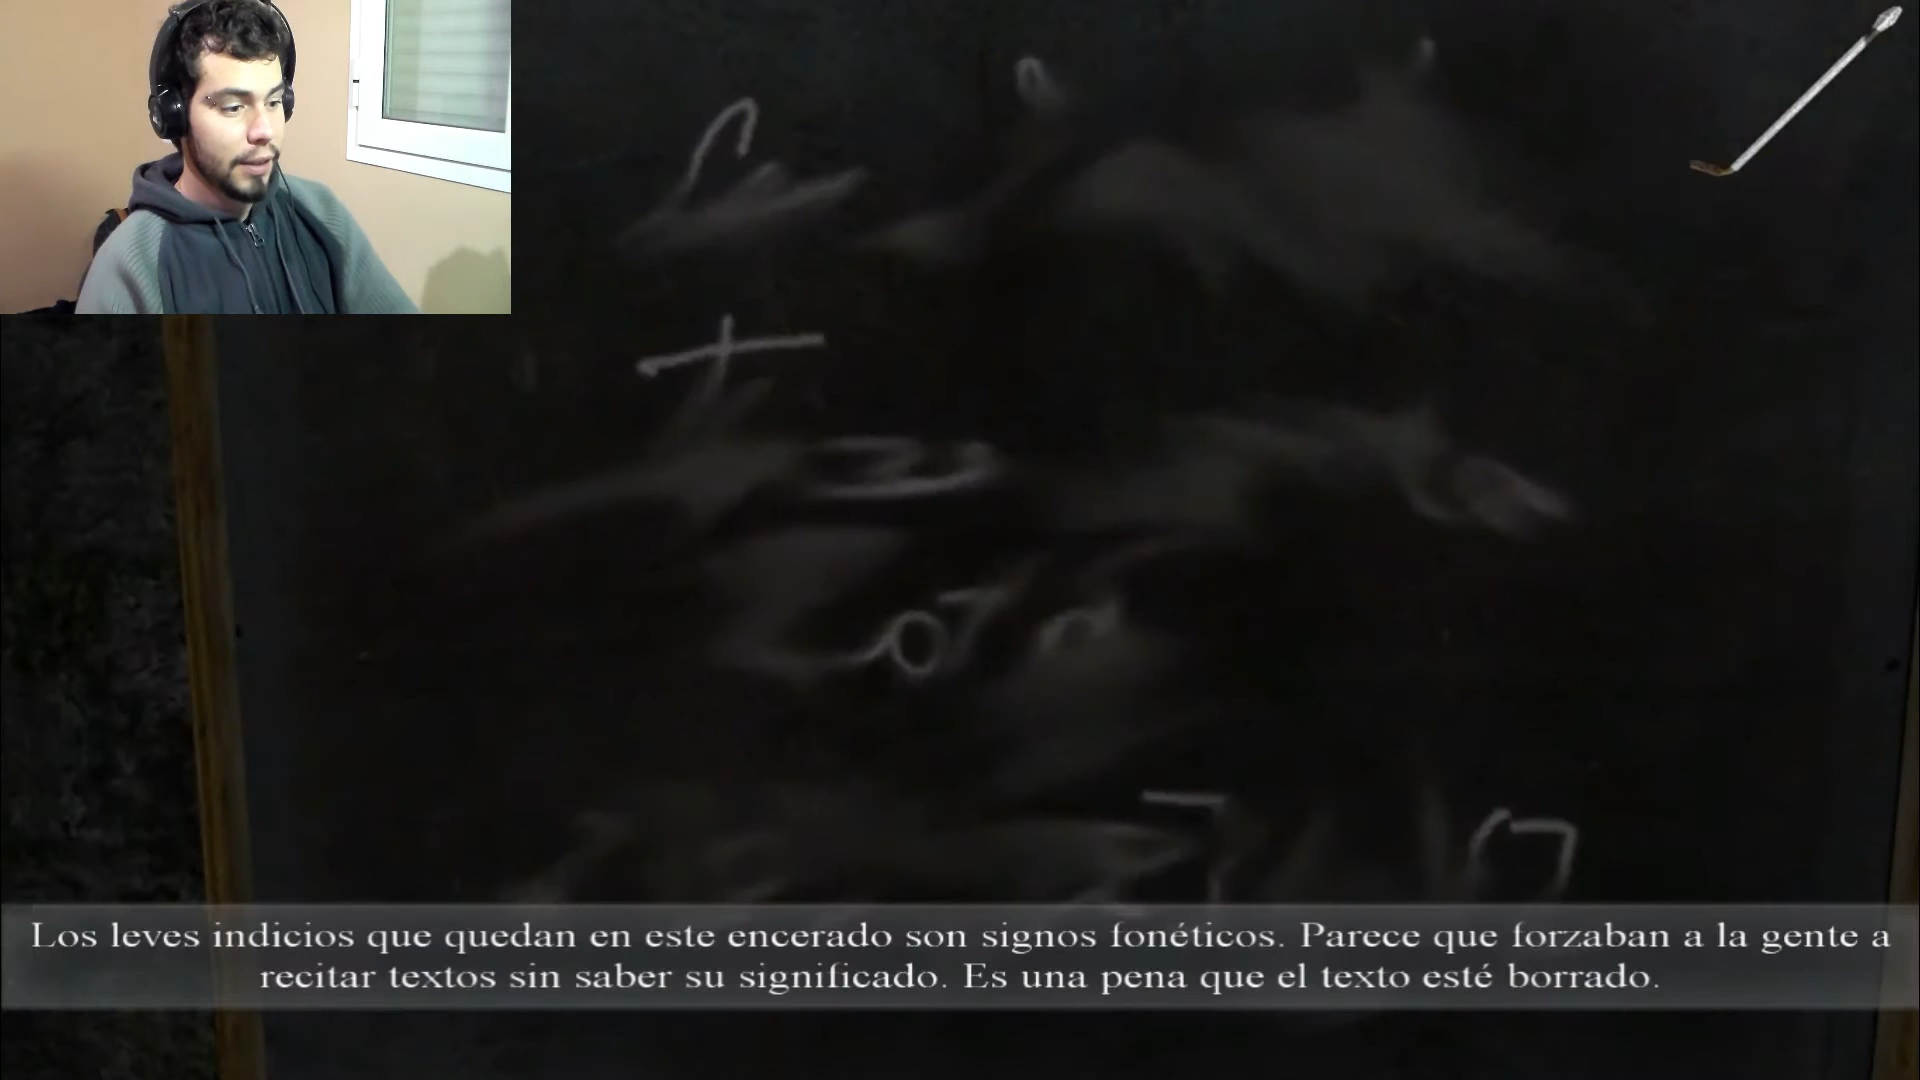 Los leves indicios que quedan en este encerado son signos fonéticos. Parece que forzaban a la gente a
recitar textos sin saber su significado. Es una pena que el texto esté borrado.